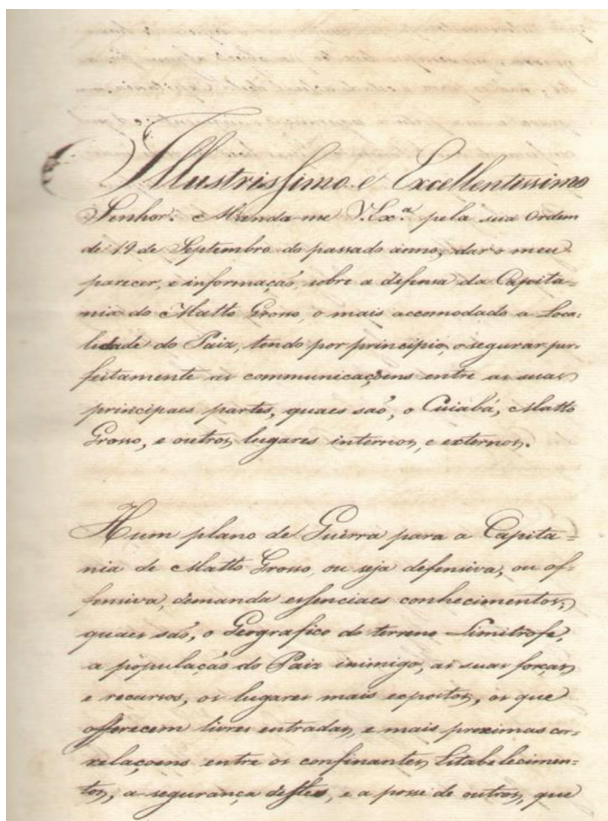 Illustrissimo e Excellentissimo
Senhor. Manda-me V.Ex.ª pela sua Ordem
de 19 de Septembro do passado anno, dar o meu
parecer, e informação, sobre a defensa da Capita-
nia do Matto Grosso, o mais accomodado a Loca-
lidade do Paiz, tendo por principio, o segurar per-
feitamente as communicaçoens entre as suas
principaes partes, quaes saõ, o Cuiabá, Matto
Grosso, e outros lugares interiores, e externos.
Hum plano de Guerra para a Capita-
nia de Matto Grosso, ou seja defensiva, ou of-
fensiva, demanda essenciaes conhecimentos,
quaes saõ, o Geografico do terreno Limitrofe,
a população do Paiz inimigo, as suas forças
e recursos, os lugares mais expostos, os que
offerecem livres entradas, e mais proximas co-
rrelaçoens entre os confinantes Estabelecimen-
tos, a segurança destes, e a posse de outros, que